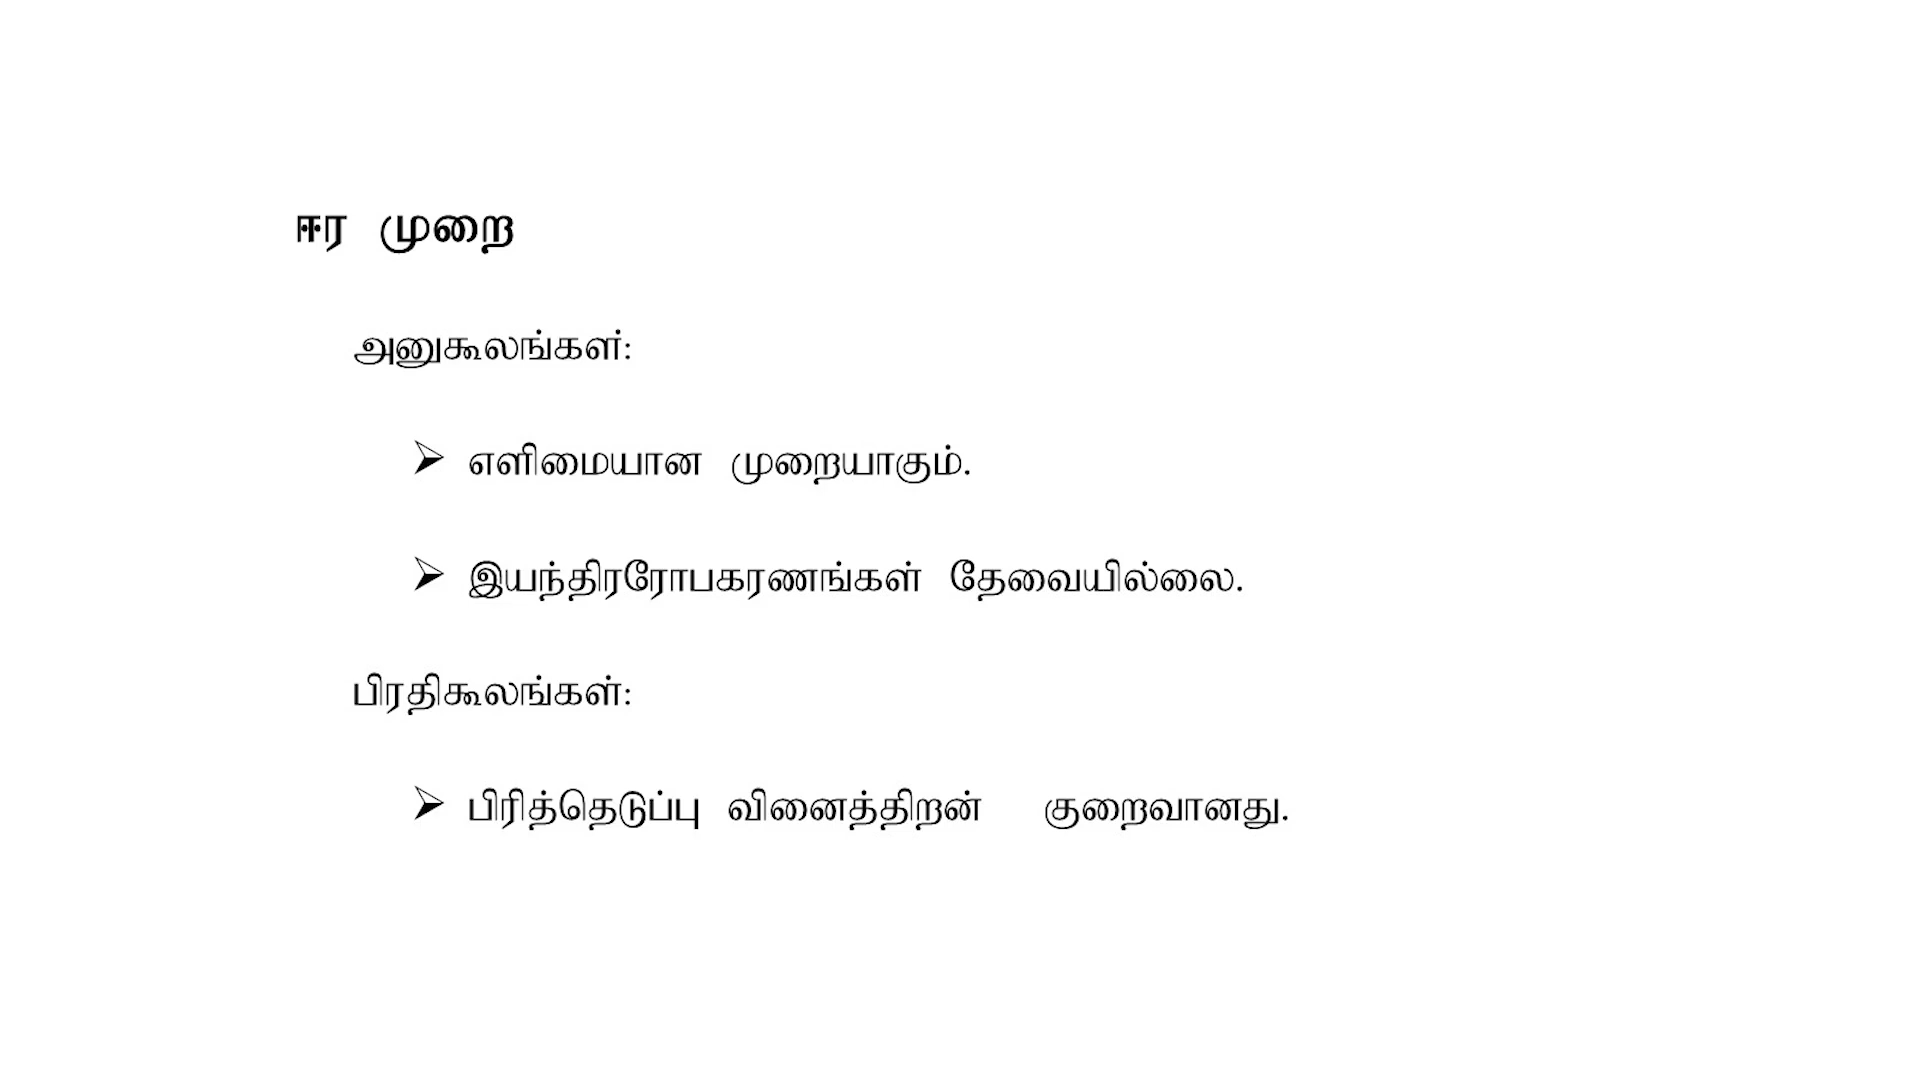 ஈர முறை
அனுகூலங்கள்:
➢ எளிமையான முறையாகும்.
➢ இயந்திரரோபகரணங்கள் தேவையில்லை.
பிரதிகூலங்கள்:
➢ பிரித்தெடுப்பு வினைத்திறன் குறைவானது.